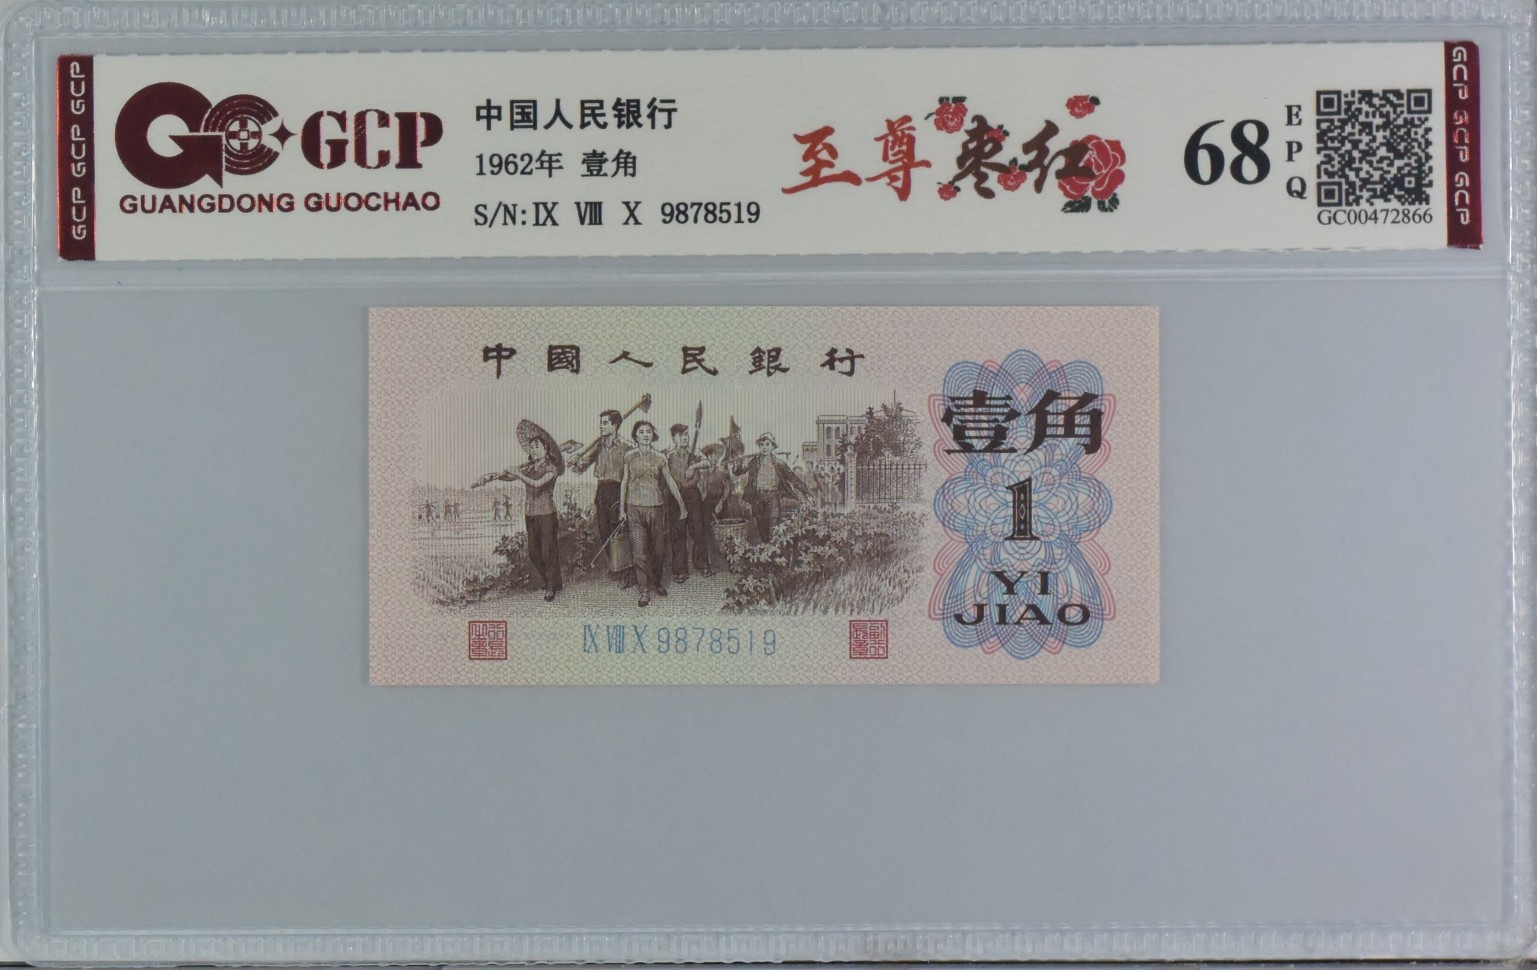 GCP GCP GCP
GCP
GUANGDONG GUOCHAO
中国人民银行
1962年 壹角
S/N:Ⅸ Ⅷ Ⅹ 9878519
至尊枣红
68
EPQ
GC00472866
GCP GCP GCP
中國人民銀行
壹角
1
YI
JIAO
Ⅸ Ⅷ Ⅹ 9878519